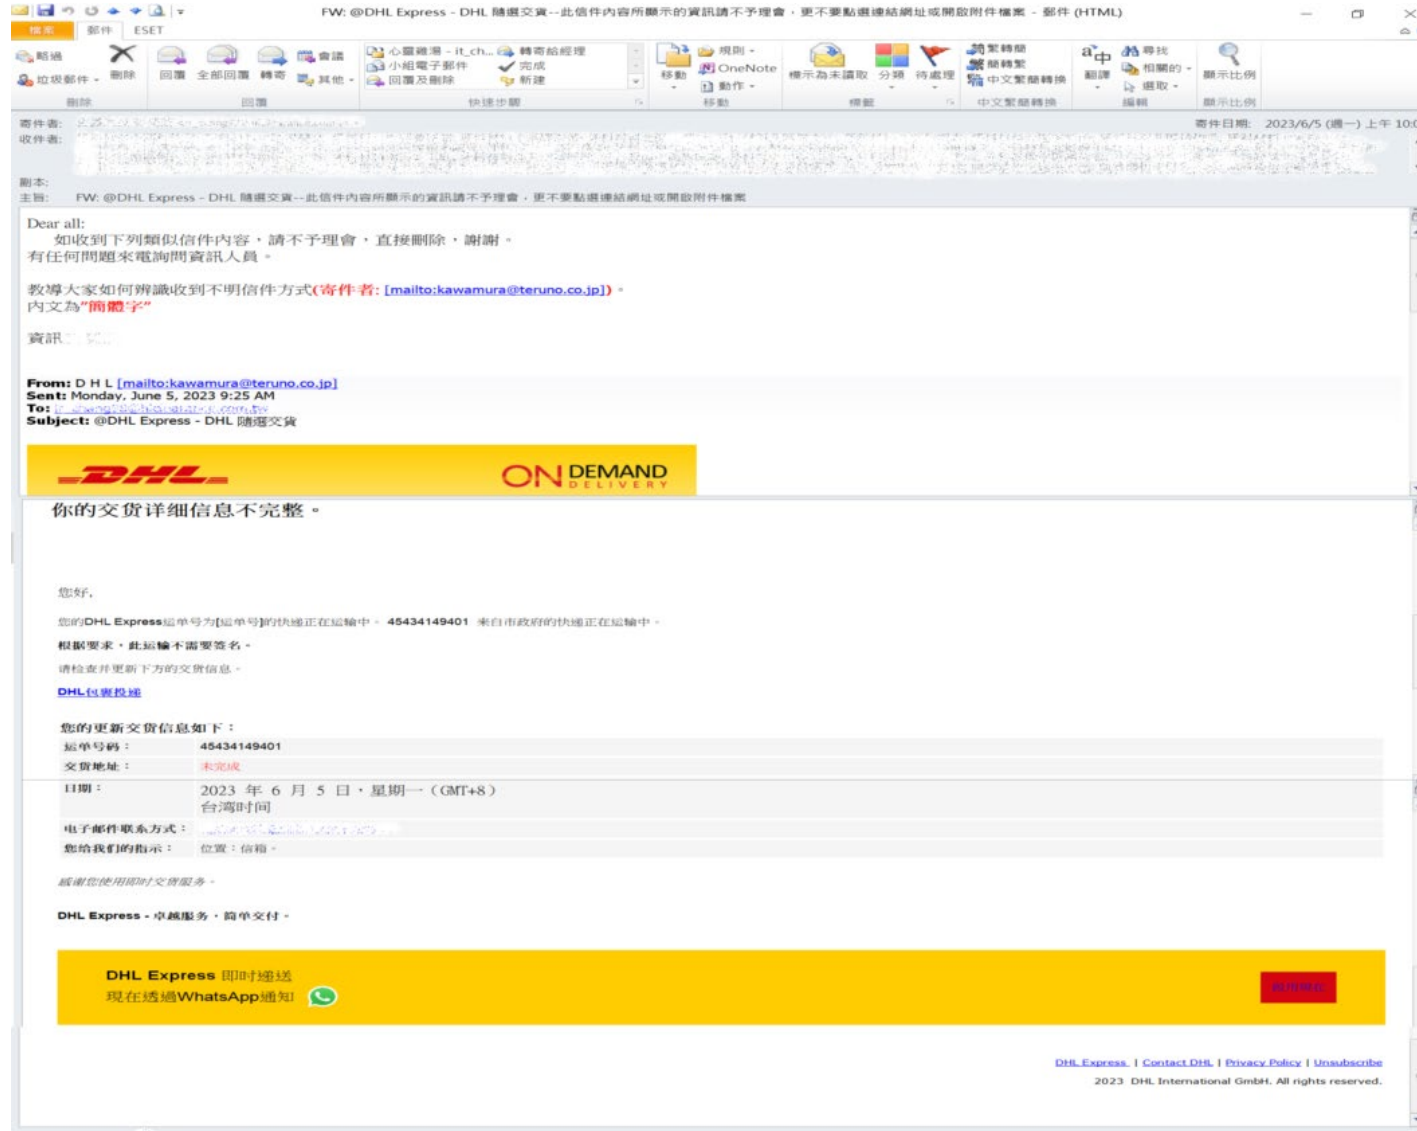 FW: @DHL Express - DHL 隨選交貨--此信件內容所顯示的資訊請不予理會，更不要點選連結網址或開啟附件檔案 - 郵件 (HTML)
檔案 郵件 ESET
略過
垃圾郵件
刪除
回覆 全部回覆 轉寄
會議
其他
心靈雞湯 - it_ch...
小組電子郵件
回覆及刪除
轉寄給經理
完成
新建
移動
規則
OneNote
動作
標示為未讀取 分類 待處理
繁轉簡
簡轉繁
中文繁簡轉換
翻譯
尋找
相關的
選取
顯示比例
刪除 回覆 快速步驟 移動 標籤 中文繁簡轉換 編輯 顯示比例
寄件者:
寄件日期: 2023/6/5 (週一) 上午 10:0
收件者:
副本:
主旨: FW: @DHL Express - DHL 隨選交貨--此信件內容所顯示的資訊請不予理會，更不要點選連結網址或開啟附件檔案
Dear all:
如收到下列類似信件內容，請不予理會，直接刪除，謝謝。
有任何問題來電詢問資訊人員。
教導大家如何辨識收到不明信件方式(寄件者: [mailto:kawamura@teruno.co.jp])。
內文為"簡體字"
資訊
From: D H L [mailto:kawamura@teruno.co.jp]
Sent: Monday, June 5, 2023 9:25 AM
To:
Subject: @DHL Express - DHL 隨選交貨
DHL
ON DEMAND DELIVERY
你的交货详细信息不完整。
您好,
您的DHL Express运单号为[运单号]的快递正在运输中。 45434149401 来自市政府的快递正在运输中。
根据要求，此运输不需要签名。
请检查并更新下方的交货信息。
DHL包裹投递
您的更新交货信息如下：
运单号码： 45434149401
交货地址： 未完成
日期： 2023 年 6 月 5 日，星期一（GMT+8）
台湾时间
电子邮件联系方式：
您给我们的指示： 位置：信箱。
感谢您使用即时交货服务。
DHL Express - 卓越服务，简单交付。
DHL Express 即时递送
现在透過WhatsApp通知
DHL Express | Contact DHL | Privacy Policy | Unsubscribe
2023 DHL International GmbH. All rights reserved.